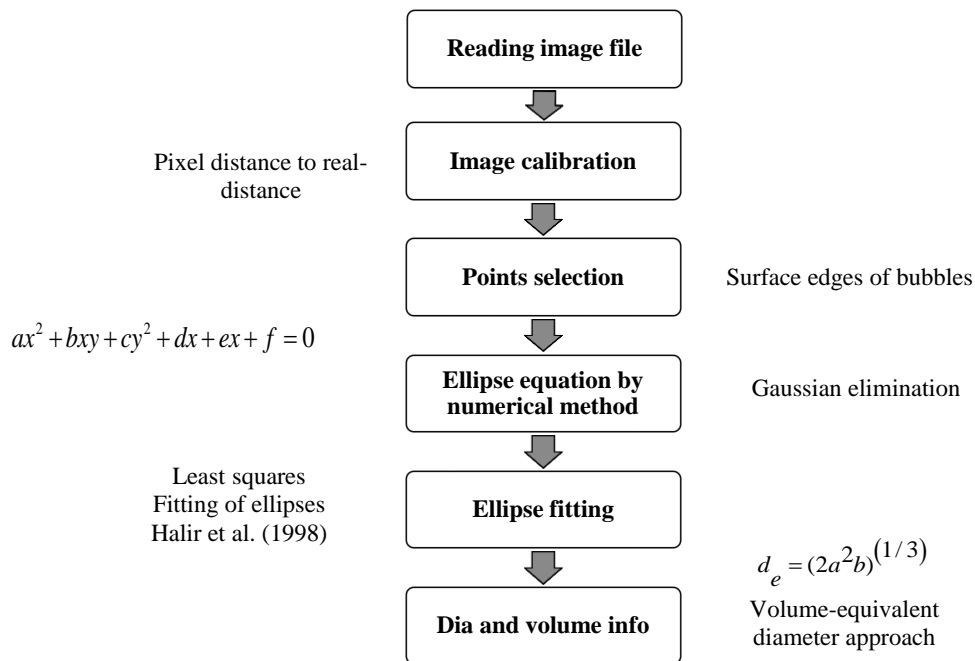 Reading image file
Pixel distance to real-
distance
Image calibration
Points selection
Surface edges of bubbles
ax² + bxy + cy² + dx + ex + f = 0
Ellipse equation by
numerical method
Gaussian elimination
Least squares
Fitting of ellipses
Halir et al. (1998)
Ellipse fitting
d_e = (2a²b)^(1/3)
Dia and volume info
Volume-equivalent
diameter approach